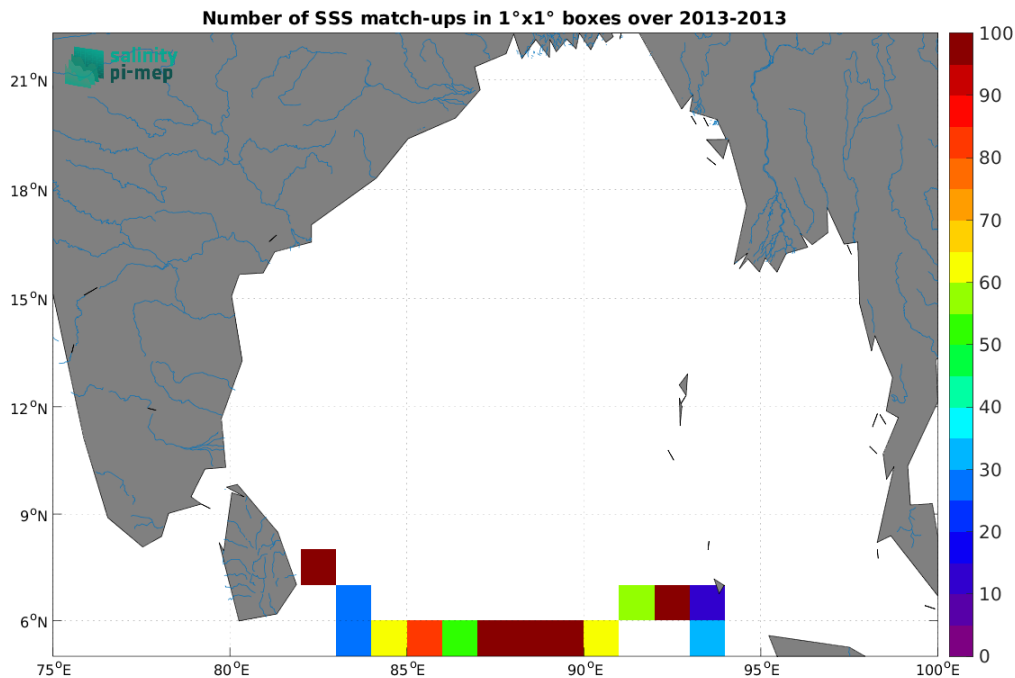 Number of SSS match-ups in 1°x1° boxes over 2013-2013
salinity
pi-mep
21°N
18°N
15°N
12°N
9°N
6°N
75°E
80°E
85°E
90°E
95°E
100°E
100
90
80
70
60
50
40
30
20
10
0